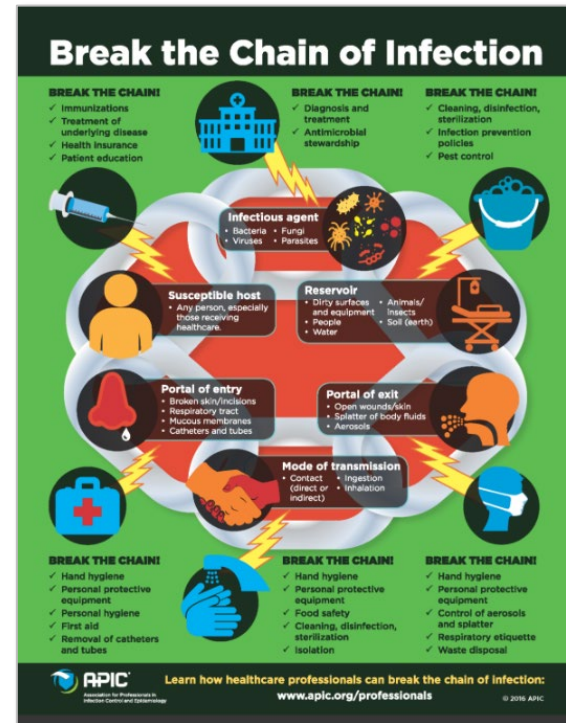 Break the Chain of Infection
BREAK THE CHAIN!
✓ Immunizations
✓ Treatment of
underlying disease
✓ Health insurance
✓ Patient education
BREAK THE CHAIN!
✓ Diagnosis and
treatment
✓ Antimicrobial
stewardship
BREAK THE CHAIN!
✓ Cleaning, disinfection,
sterilization
✓ Infection prevention
policies
✓ Pest control
Infectious agent
• Bacteria • Fungi
• Viruses • Parasites
Susceptible host
• Any person, especially
those receiving
healthcare.
Reservoir
• Dirty surfaces
and equipment
• People
• Water
• Animals/
insects
• Soil (earth)
Portal of entry
• Broken skin/incisions
• Respiratory tract
• Mucous membranes
• Catheters and tubes
Portal of exit
• Open wounds/skin
• Splatter of body fluids
• Aerosols
Mode of transmission
• Contact
(direct or
indirect)
• Ingestion
• Inhalation
BREAK THE CHAIN!
✓ Hand hygiene
✓ Personal protective
equipment
✓ Personal hygiene
✓ First aid
✓ Removal of catheters
and tubes
BREAK THE CHAIN!
✓ Hand hygiene
✓ Personal protective
equipment
✓ Food safety
✓ Cleaning, disinfection,
sterilization
✓ Isolation
BREAK THE CHAIN!
✓ Hand hygiene
✓ Personal protective
equipment
✓ Control of aerosols
and splatter
✓ Respiratory etiquette
✓ Waste disposal
APIC
Association for Professionals in
Infection Control and Epidemiology
Learn how healthcare professionals can break the chain of infection:
www.apic.org/professionals
© 2016 APIC